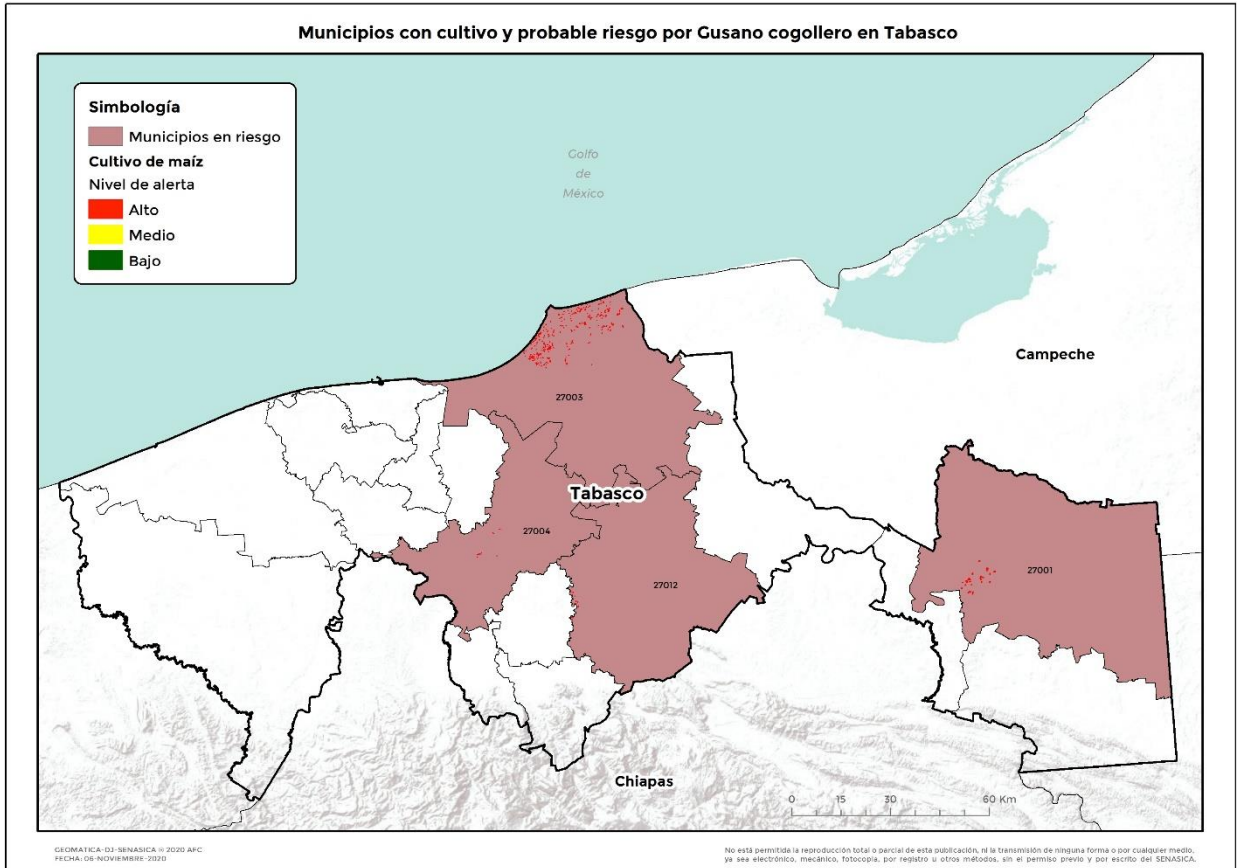 Municipios con cultivo y probable riesgo por Gusano cogollero en Tabasco
Simbología
Municipios en riesgo
Cultivo de maíz
Nivel de alerta
Alto
Medio
Bajo
Golfo
de
México
Campeche
27003
Tabasco
27004
27012
27001
Chiapas
0 15 30 60 Km
GEOMATICA-DJ-SENASICA © 2020 AFC
FECHA: 06-NOVIEMBRE-2020
No está permitida la reproducción total o parcial de esta publicación, ni la transmisión de ninguna forma o por cualquier medio,
ya sea electrónico, mecánico, fotocopia, por registro u otros métodos, sin el permiso previo y por escrito del SENASICA.